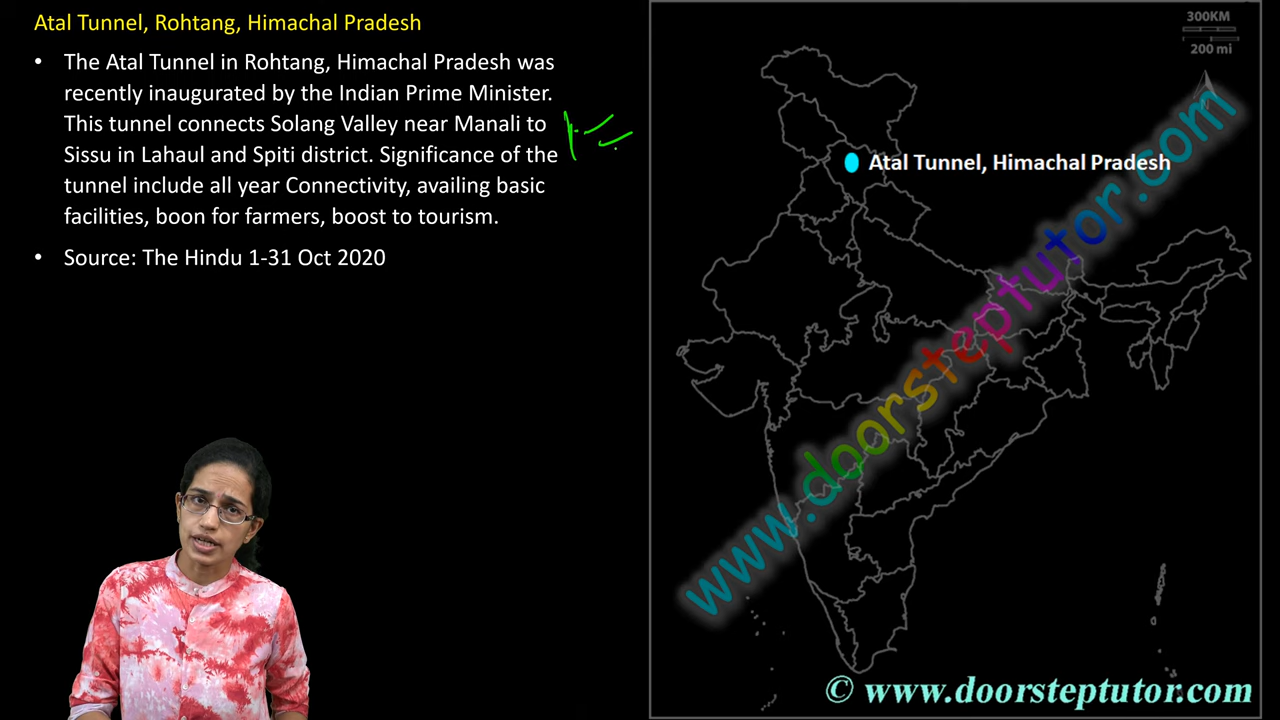 Atal Tunnel, Rohtang, Himachal Pradesh
• The Atal Tunnel in Rohtang, Himachal Pradesh was
recently inaugurated by the Indian Prime Minister.
This tunnel connects Solang Valley near Manali to
Sissu in Lahaul and Spiti district. Significance of the
tunnel include all year Connectivity, availing basic
facilities, boon for farmers, boost to tourism.
• Source: The Hindu 1-31 Oct 2020
300KM
200 mi
Atal Tunnel, Himachal Pradesh
www.doorsteptutor.com
© www.doorsteptutor.com